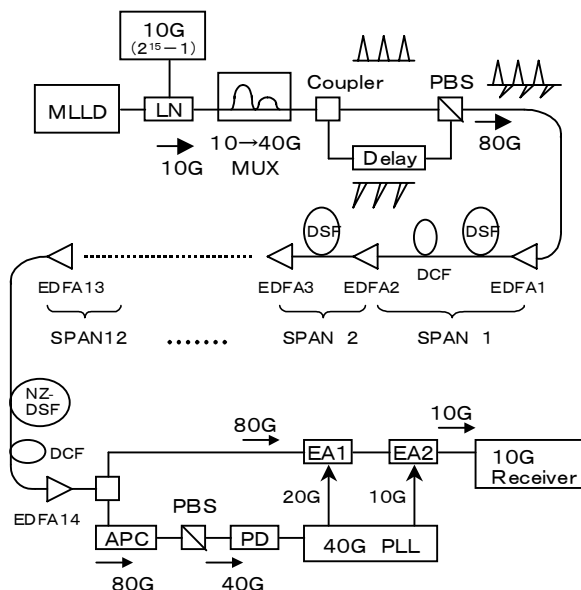 10G
(2¹⁵−1)
MLLD
LN
10G
10→40G
MUX
Coupler
Delay
PBS
80G
DSF
DCF
DSF
EDFA13
EDFA3
EDFA2
EDFA1
SPAN12
SPAN 2
SPAN 1
NZ-
DSF
DCF
EDFA14
80G
EA1
EA2
10G
10G
Receiver
20G
10G
APC
PBS
PD
40G PLL
80G
40G